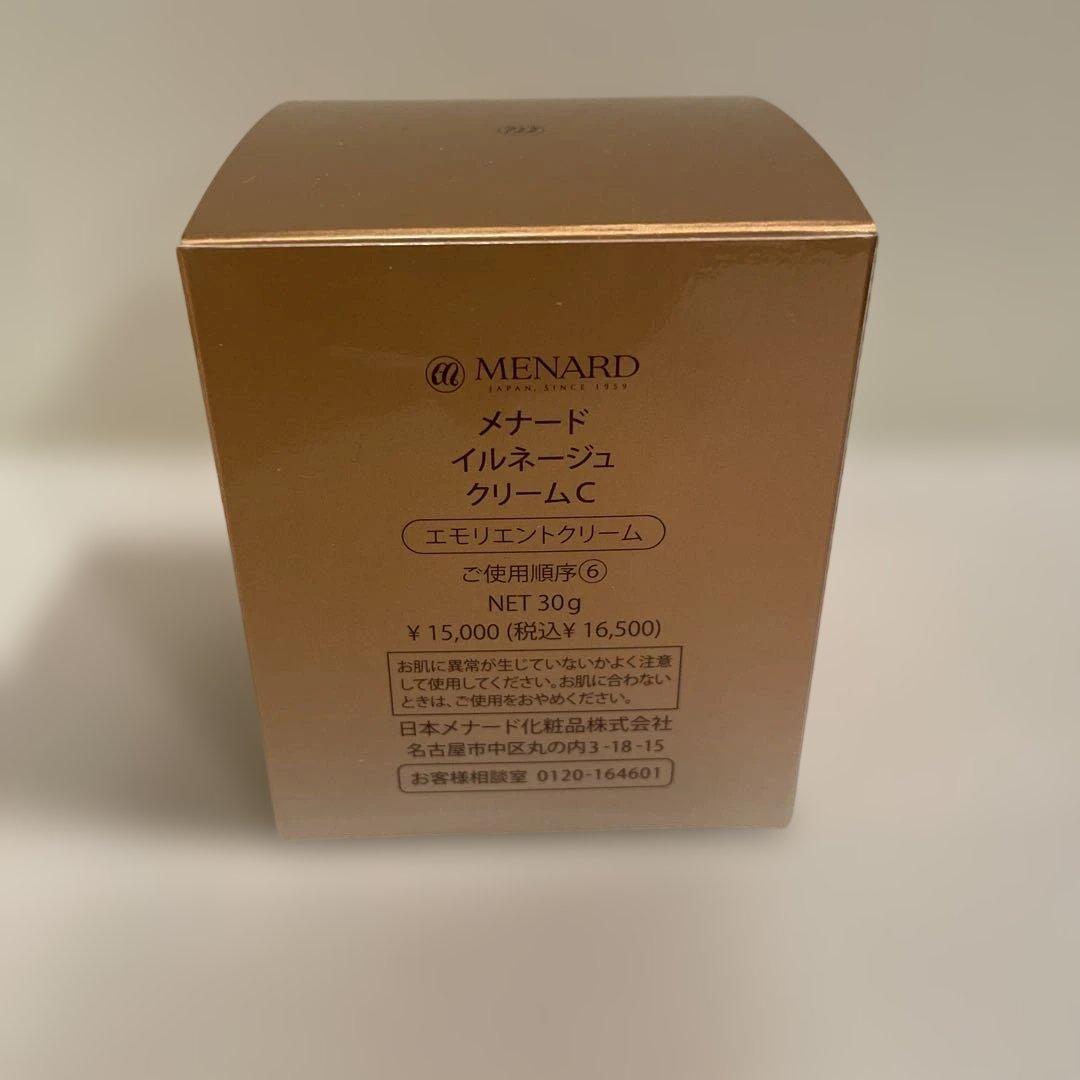 MENARD
JAPAN, SINCE 1959
メナード
イルネージュ
クリームC
エモリエントクリーム
ご使用順序⑥
NET 30g
¥ 15,000 (税込¥ 16,500)
お肌に異常が生じていないかよく注意
して使用してください。お肌に合わない
ときは、ご使用をおやめください。
日本メナード化粧品株式会社
名古屋市中区丸の内3-18-15
お客様相談室 0120-164601